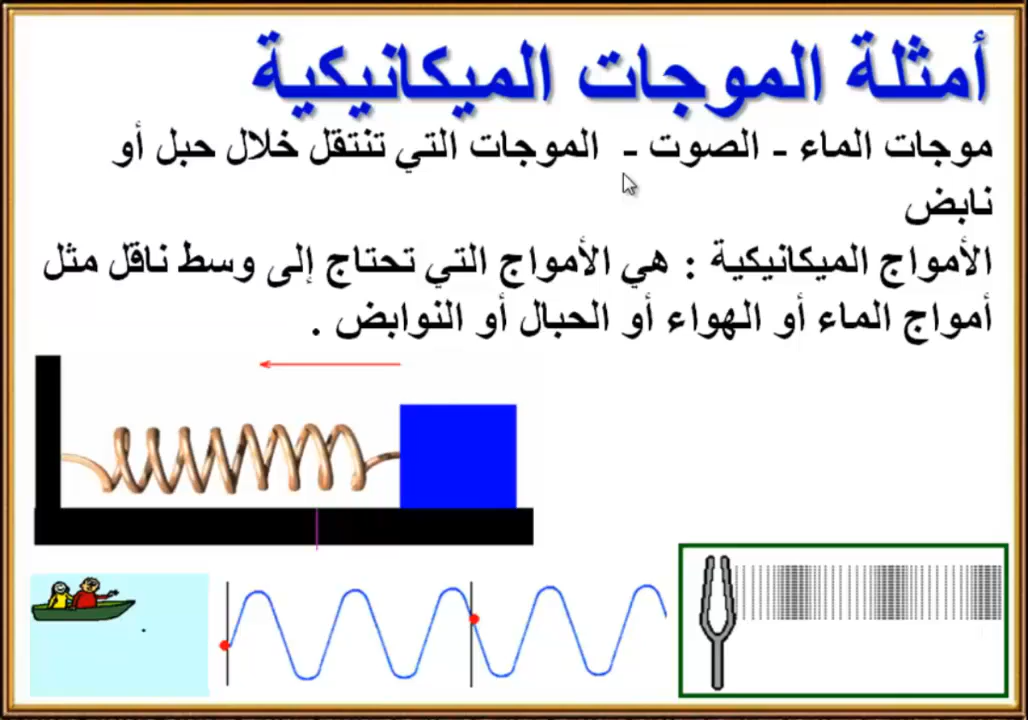 أمثلة الموجات الميكانيكية
موجات الماء - الصوت - الموجات التي تنتقل خلال حبل أو
نابض
الأمواج الميكانيكية : هي الأمواج التي تحتاج إلى وسط ناقل مثل
أمواج الماء أو الهواء أو الحبال أو النوابض .